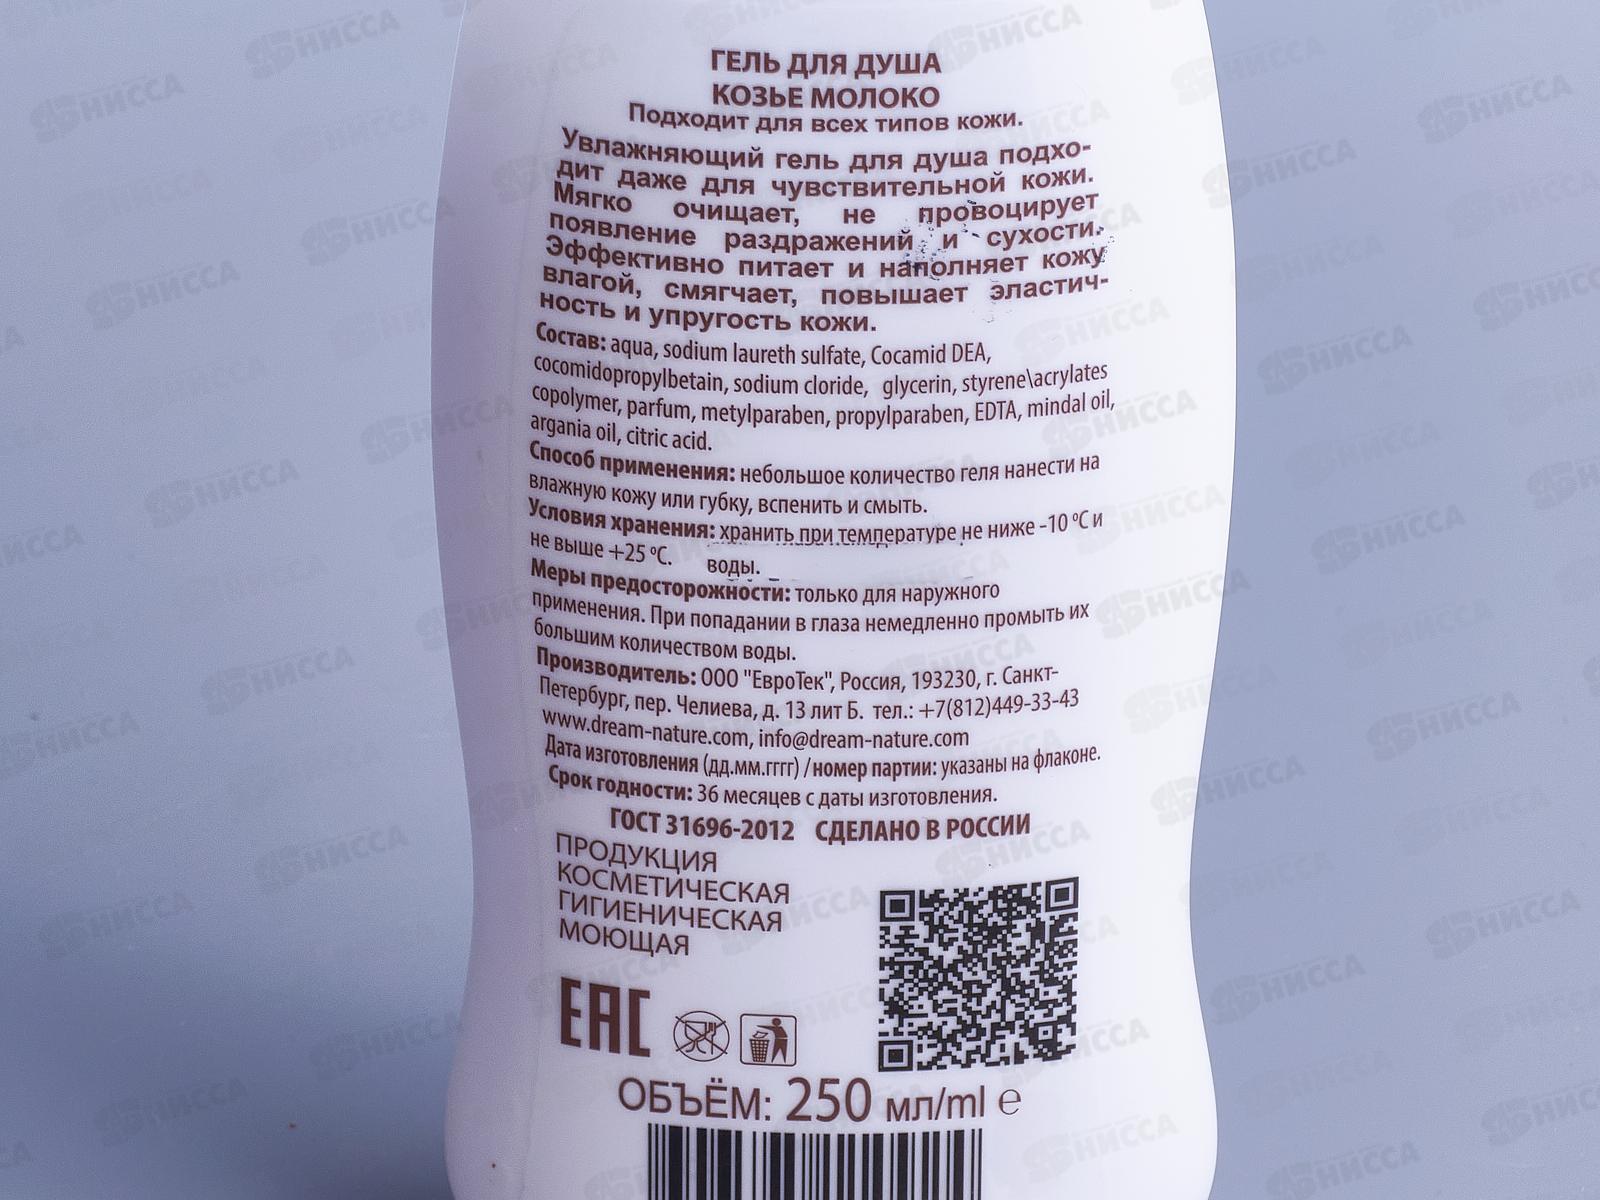 ГЕЛЬ ДЛЯ ДУША
КОЗЬЕ МОЛОКО
Подходит для всех типов кожи.
Увлажняющий гель для душа подхо-
дит даже для чувствительной кожи.
Мягко очищает, не провоцирует
появление раздражений и сухости.
Эффективно питает и наполняет кожу
влагой, смягчает, повышает эластич-
ность и упругость кожи.
Состав: aqua, sodium laureth sulfate, Cocamid DEA,
cocomidopropylbetain, sodium cloride, glycerin, styrene\acrylates
copolymer, parfum, metylparaben, propylparaben, EDTA, mindal oil,
argania oil, citric acid.
Способ применения: небольшое количество геля нанести на
влажную кожу или губку, вспенить и смыть.
Условия хранения: хранить при температуре не ниже -10 ºС и
не выше +25 ºС. воды.
Меры предосторожности: только для наружного
применения. При попадании в глаза немедленно промыть их
большим количеством воды.
Производитель: ООО "ЕвроТек", Россия, 193230, г. Санкт-
Петербург, пер. Челиева, д. 13 лит Б. тел.: +7(812)449-33-43
www.dream-nature.com, info@dream-nature.com
Дата изготовления (дд.мм.гггг) /номер партии: указаны на флаконе.
Срок годности: 36 месяцев с даты изготовления.
ГОСТ 31696-2012 СДЕЛАНО В РОССИИ
ПРОДУКЦИЯ
КОСМЕТИЧЕСКАЯ
ГИГИЕНИЧЕСКАЯ
МОЮЩАЯ
EAC
ОБЪЁМ: 250 мл/ml ℮
НИССА